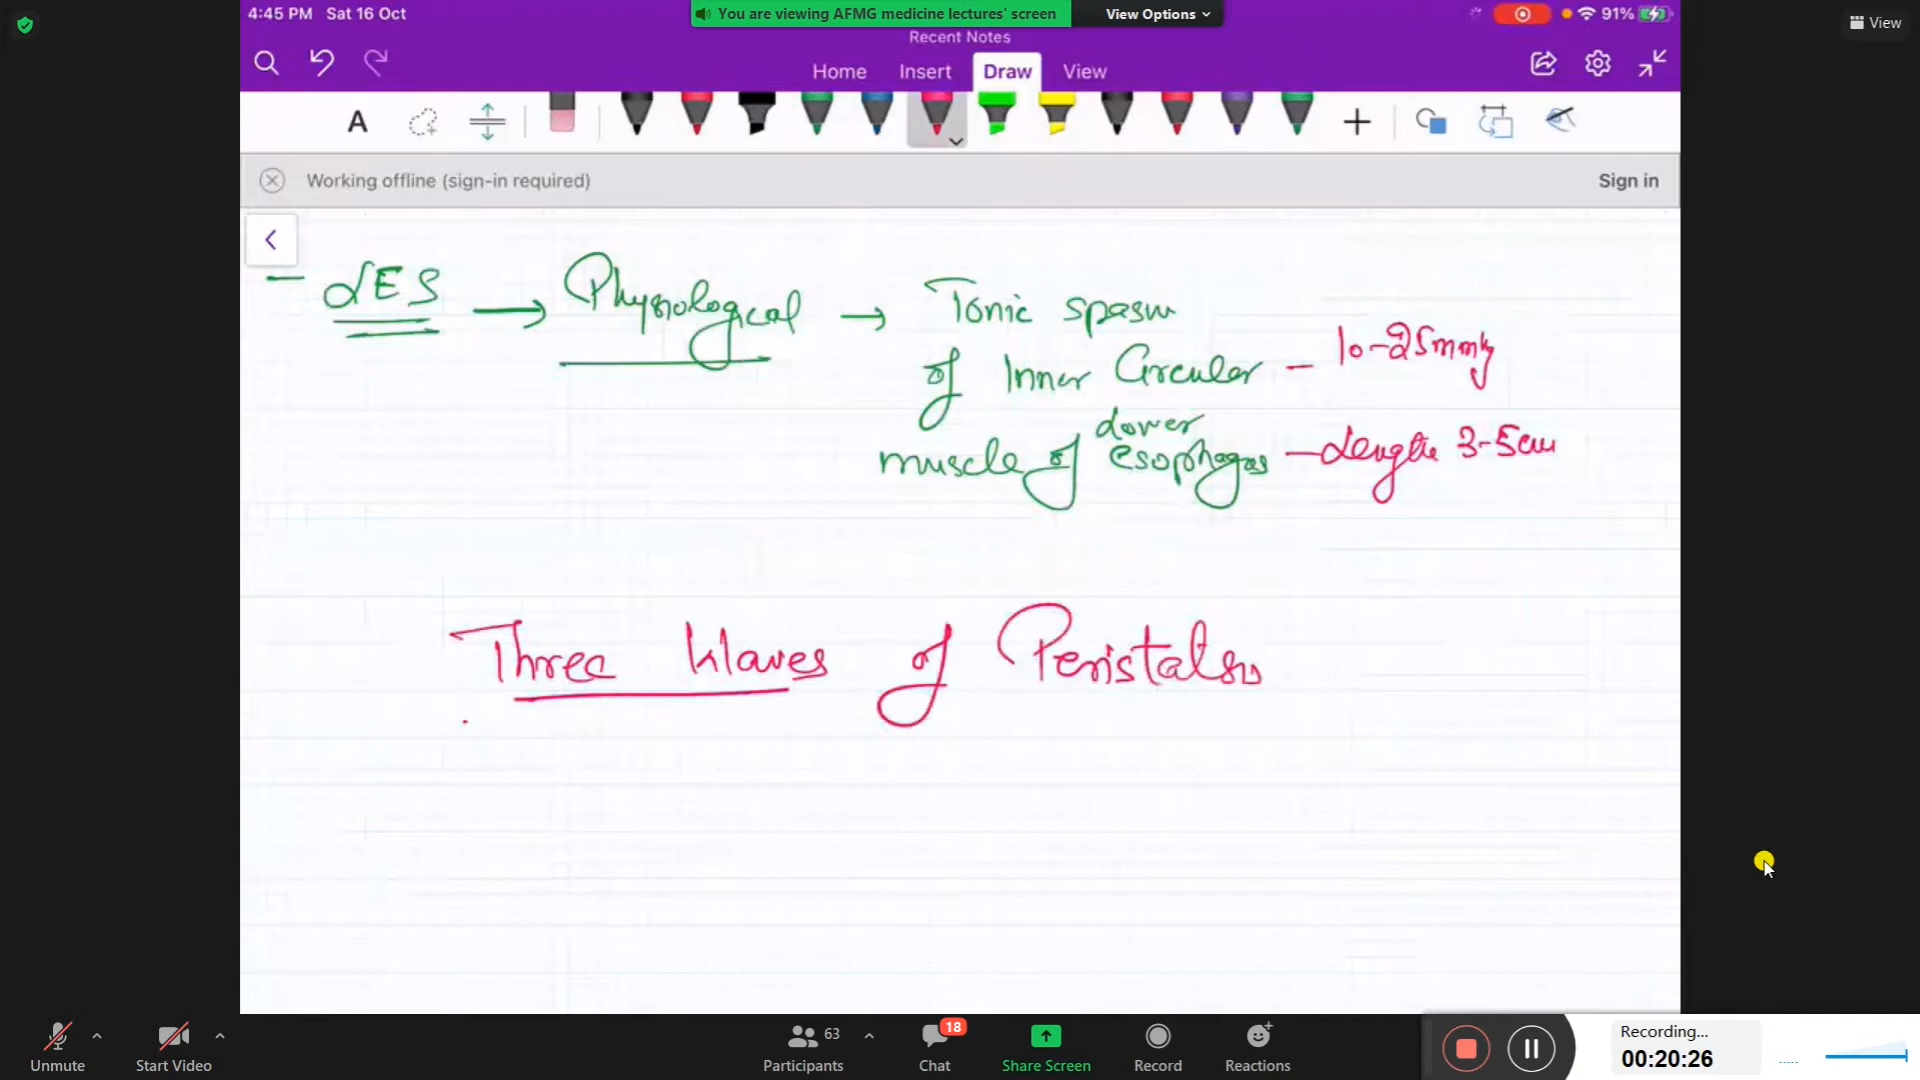 4:45 PM Sat 16 Oct
You are viewing AFMG medicine lectures' screen
View Options
91%
View
Recent Notes
Home Insert Draw View
A
Working offline (sign-in required)
Sign in
- LES → Physiological → Tonic spasm
of Inner Circular - 10-25mmHg
muscle of lower esophagus - Length 3-5cm
Three Waves of Peristalsis
Unmute
Start Video
63
Participants
18
Chat
Share Screen
Record
Reactions
Recording...
00:20:26